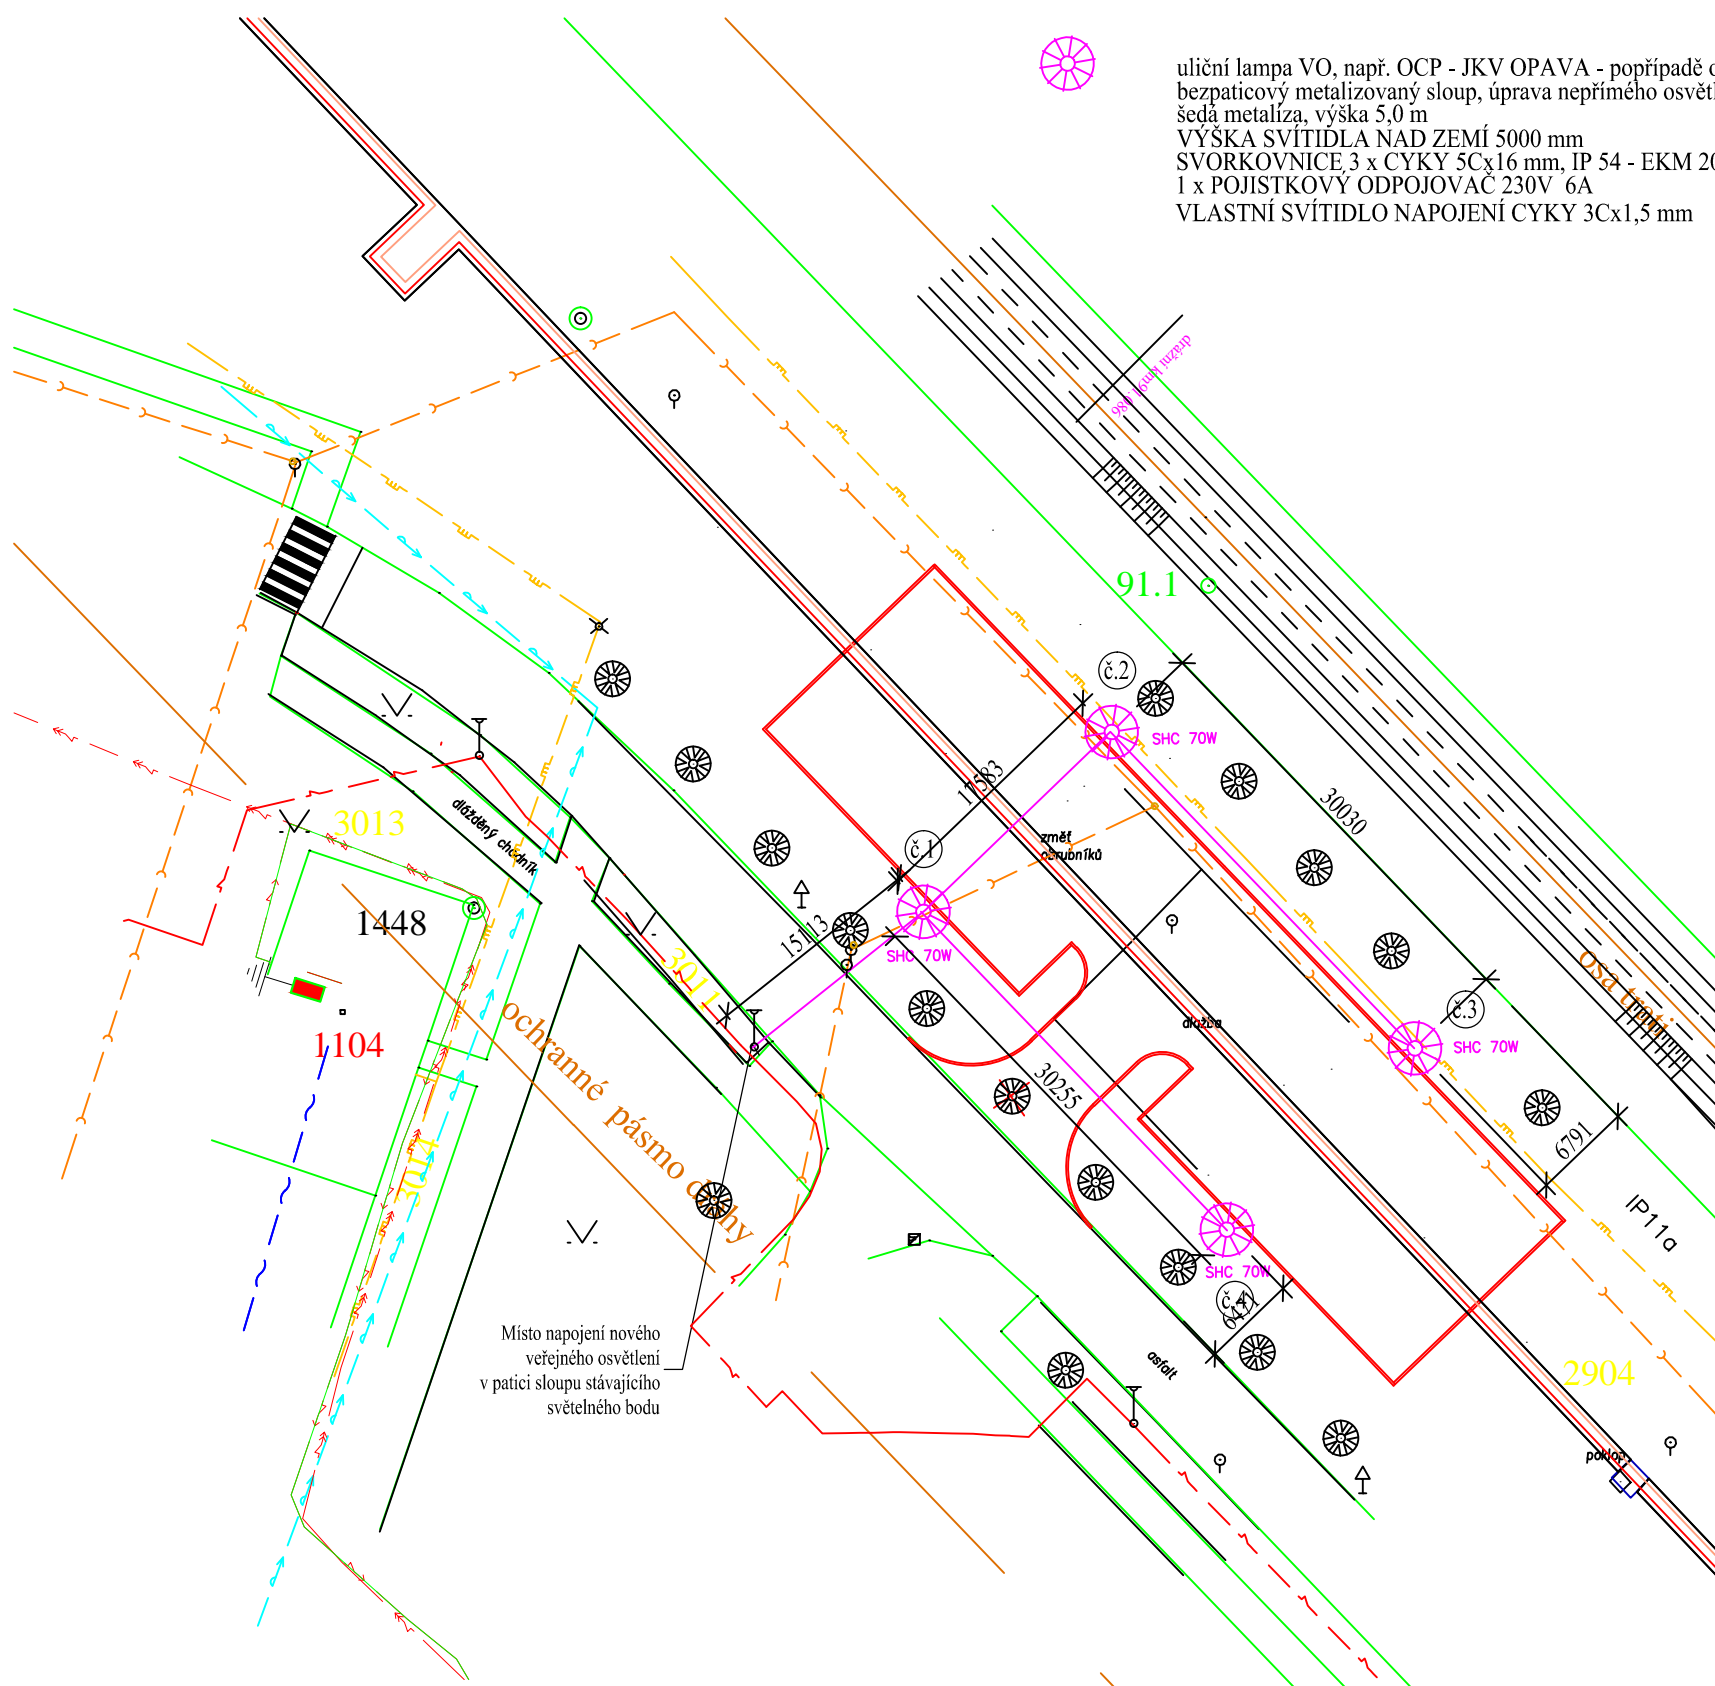 uliční lampa VO, např. OCP - JKV OPAVA - popřípadě
bezpaticový metalizovaný sloup, úprava nepřímého
šedá metalíza, výška 5,0 m
VÝŠKA SVÍTIDLA NAD ZEMÍ 5000 mm
SVORKOVNICE 3 x CYKY 5Cx16 mm, IP 54 - EKM 20
1 x POJISTKOVÝ ODPOJOVAČ 230V 6A
VLASTNÍ SVÍTIDLO NAPOJENÍ CYKY 3Cx1,5 mm
drážní
91.1
č.2
SHC 70W
30030
3013
dlážděný chodník
č.1
změť
obrubníků
1448
15113
SHC 70W
3011
osa trati
č.3
SHC 70W
dlažba
1104
ochranné pásmo dráhy
30255
6791
3014
IP11a
SHC 70W
č.4
6471
Místo napojení nového
veřejného osvětlení
v patici sloupu stávajícího
světelného bodu
asfalt
2904
poklop